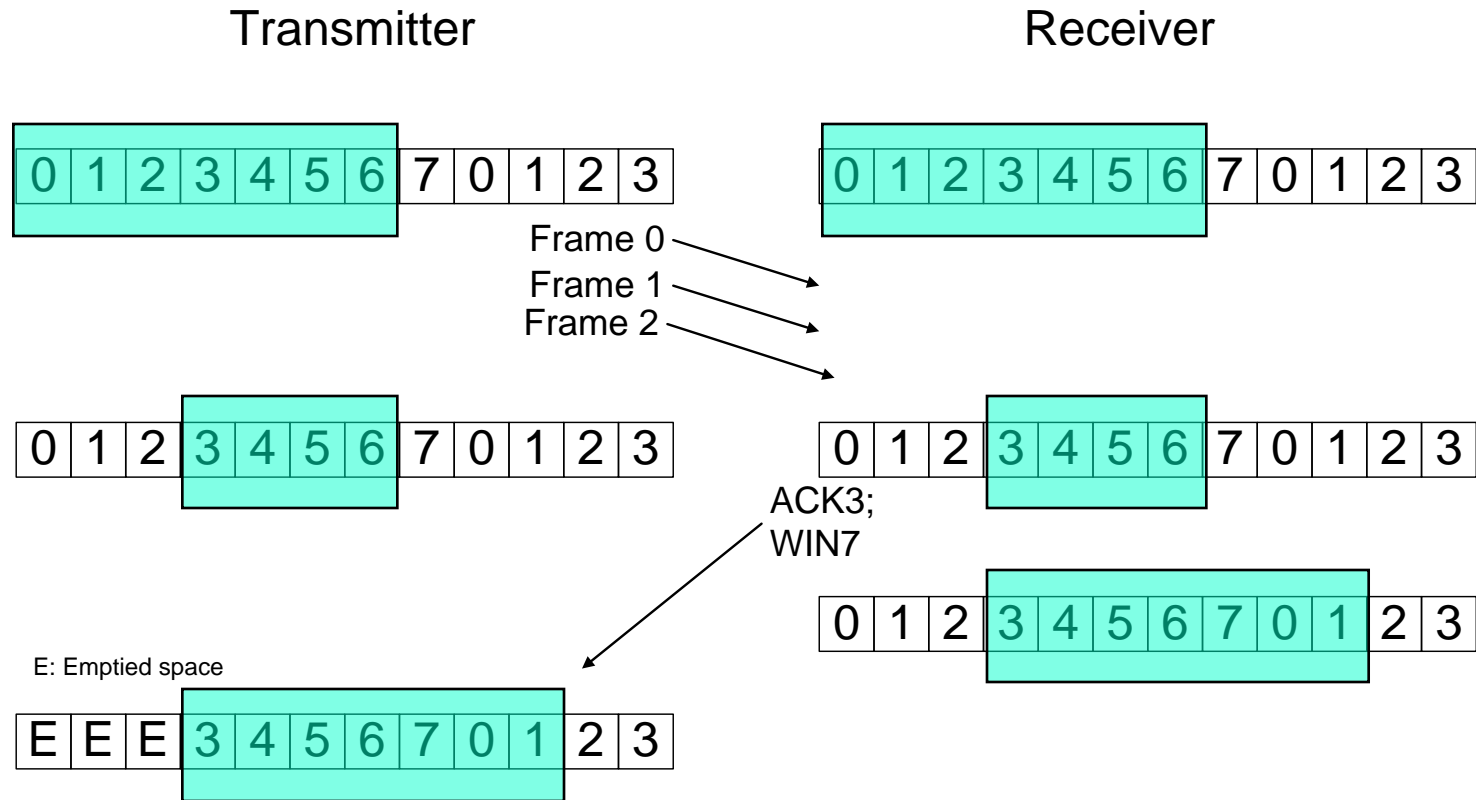 Transmitter
Receiver
0 1 2 3 4 5 6 7 0 1 2 3
0 1 2 3 4 5 6 7 0 1 2 3
Frame 0
Frame 1
Frame 2
0 1 2 3 4 5 6 7 0 1 2 3
0 1 2 3 4 5 6 7 0 1 2 3
ACK3;
WIN7
0 1 2 3 4 5 6 7 0 1 2 3
E: Emptied space
E E E 3 4 5 6 7 0 1 2 3